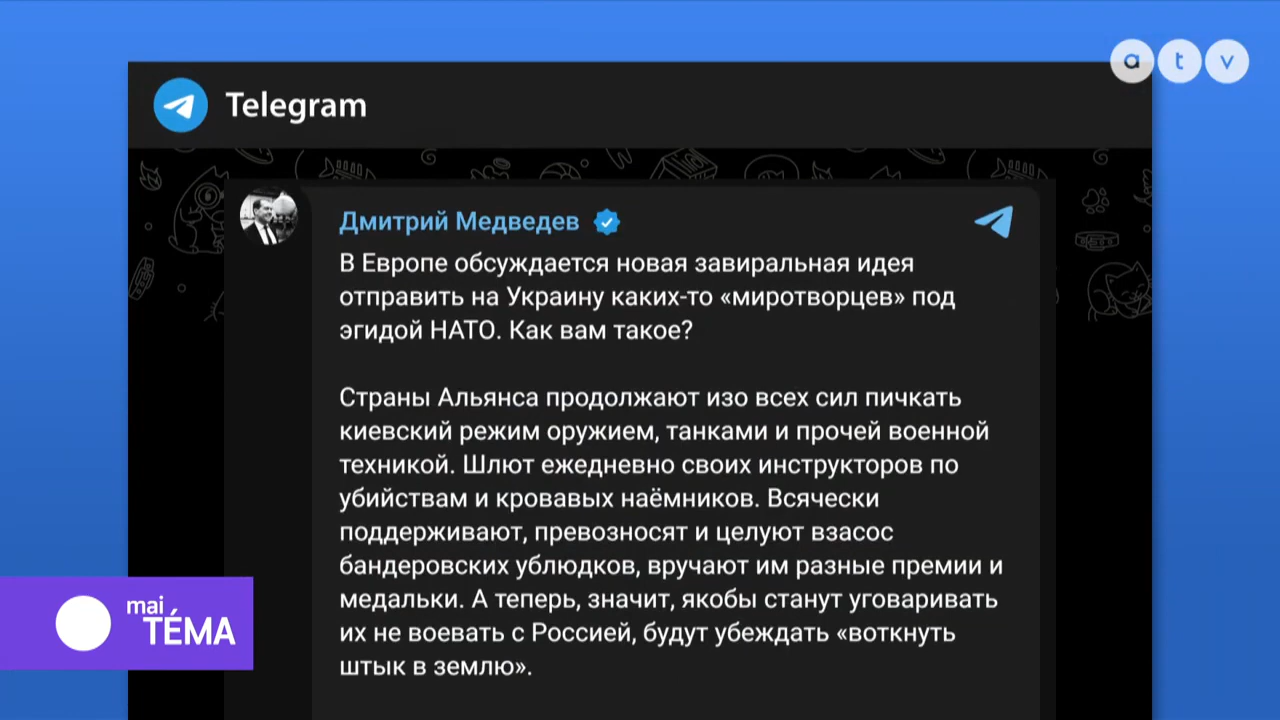 a t v
Telegram
Дмитрий Медведев
В Европе обсуждается новая завиральная идея
отправить на Украину каких-то «миротворцев» под
эгидой НАТО. Как вам такое?
Страны Альянса продолжают изо всех сил пичкать
киевский режим оружием, танками и прочей военной
техникой. Шлют ежедневно своих инструкторов по
убийствам и кровавых наёмников. Всячески
поддерживают, превозносят и целуют взасос
бандеровских ублюдков, вручают им разные премии и
медальки. А теперь, значит, якобы станут уговаривать
их не воевать с Россией, будут убеждать «воткнуть
штык в землю».
mai
TÉMA